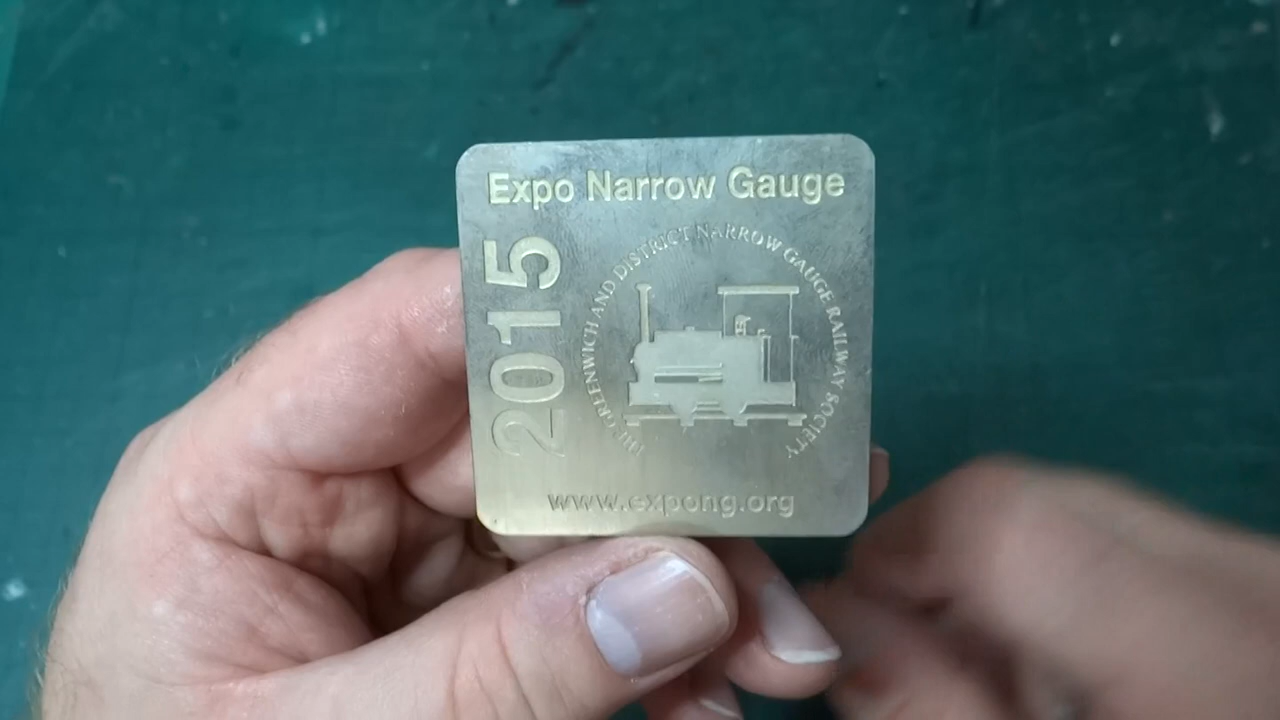 Expo Narrow Gauge
2015
THE GREENWICH AND DISTRICT NARROW GAUGE RAILWAY SOCIETY
www.expong.org